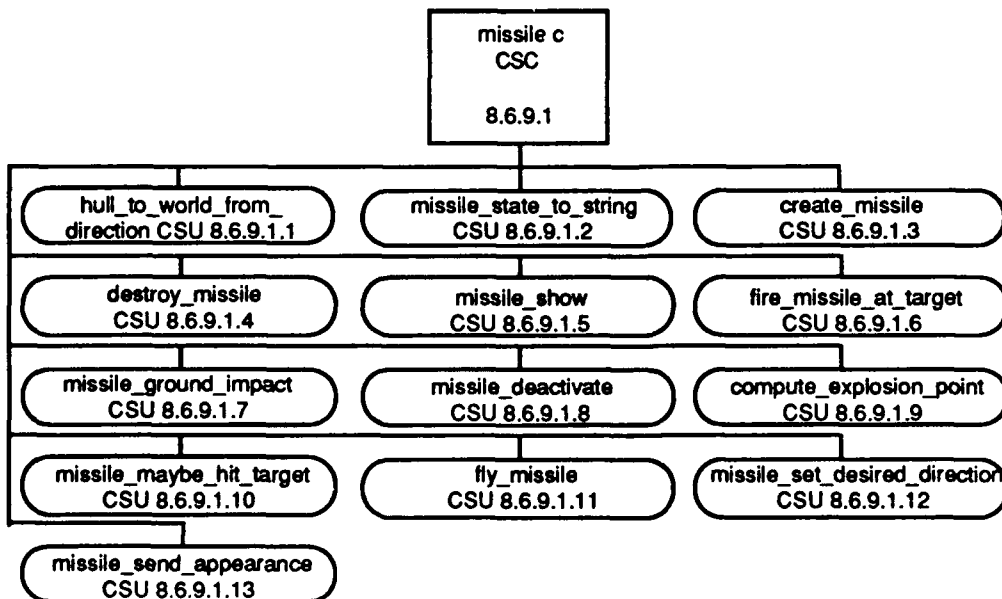 missile c
CSC
8.6.9.1
hull_to_world_from_
direction CSU 8.6.9.1.1
missile_state_to_string
CSU 8.6.9.1.2
create_missile
CSU 8.6.9.1.3
destroy_missile
CSU 8.6.9.1.4
missile_show
CSU 8.6.9.1.5
fire_missile_at_target
CSU 8.6.9.1.6
missile_ground_impact
CSU 8.6.9.1.7
missile_deactivate
CSU 8.6.9.1.8
compute_explosion_point
CSU 8.6.9.1.9
missile_maybe_hit_target
CSU 8.6.9.1.10
fly_missile
CSU 8.6.9.1.11
missile_set_desired_direction
CSU 8.6.9.1.12
missile_send_appearance
CSU 8.6.9.1.13